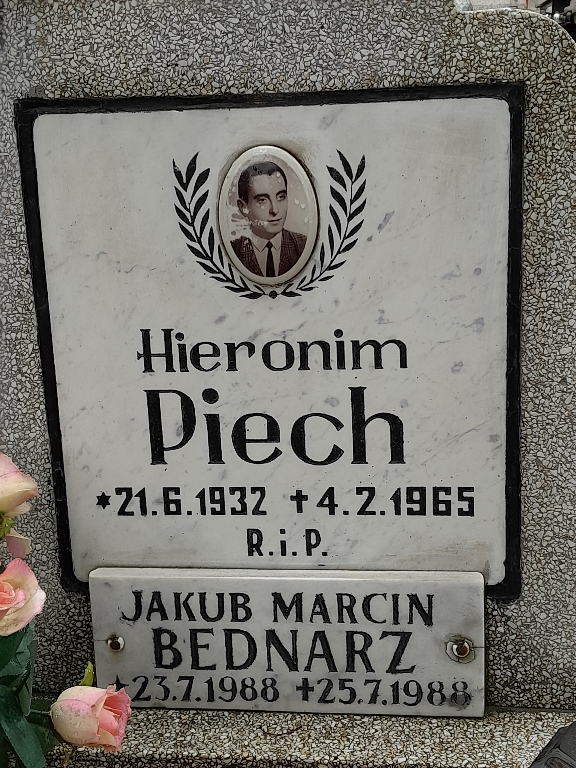 Hieronim
Piech
*21.6.1932 +4.2.1965
R.i.P.
JAKUB MARCIN
BEDNARZ
*23.7.1988 +25.7.1988